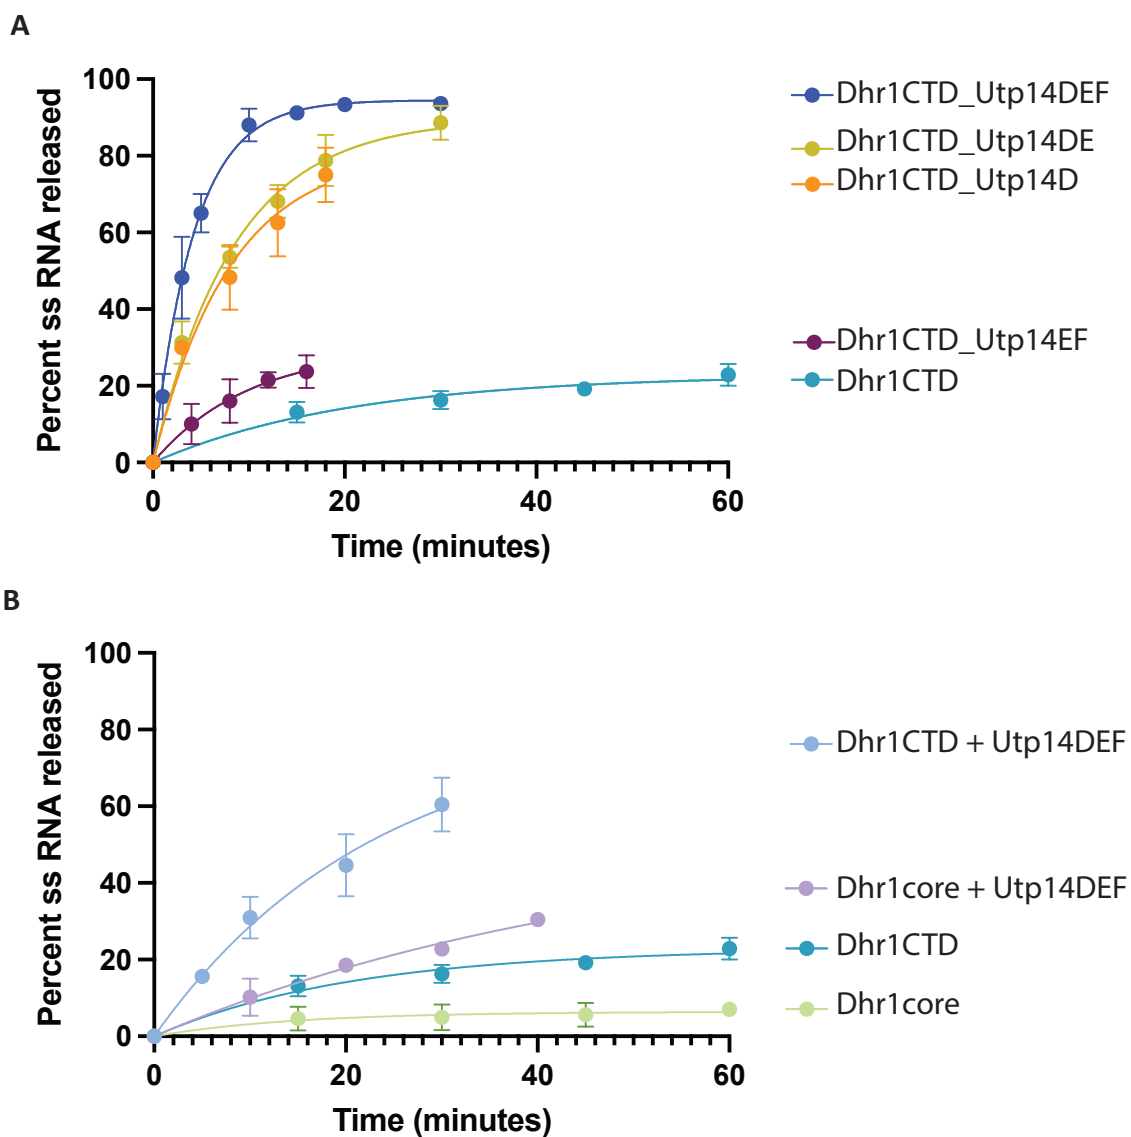 A
Percent ss RNA released
100
80
60
40
20
0
0 20 40 60
Time (minutes)
Dhr1CTD_Utp14DEF
Dhr1CTD_Utp14DE
Dhr1CTD_Utp14D
Dhr1CTD_Utp14EF
Dhr1CTD
B
Percent ss RNA released
100
80
60
40
20
0
0 20 40 60
Time (minutes)
Dhr1CTD + Utp14DEF
Dhr1core + Utp14DEF
Dhr1CTD
Dhr1core